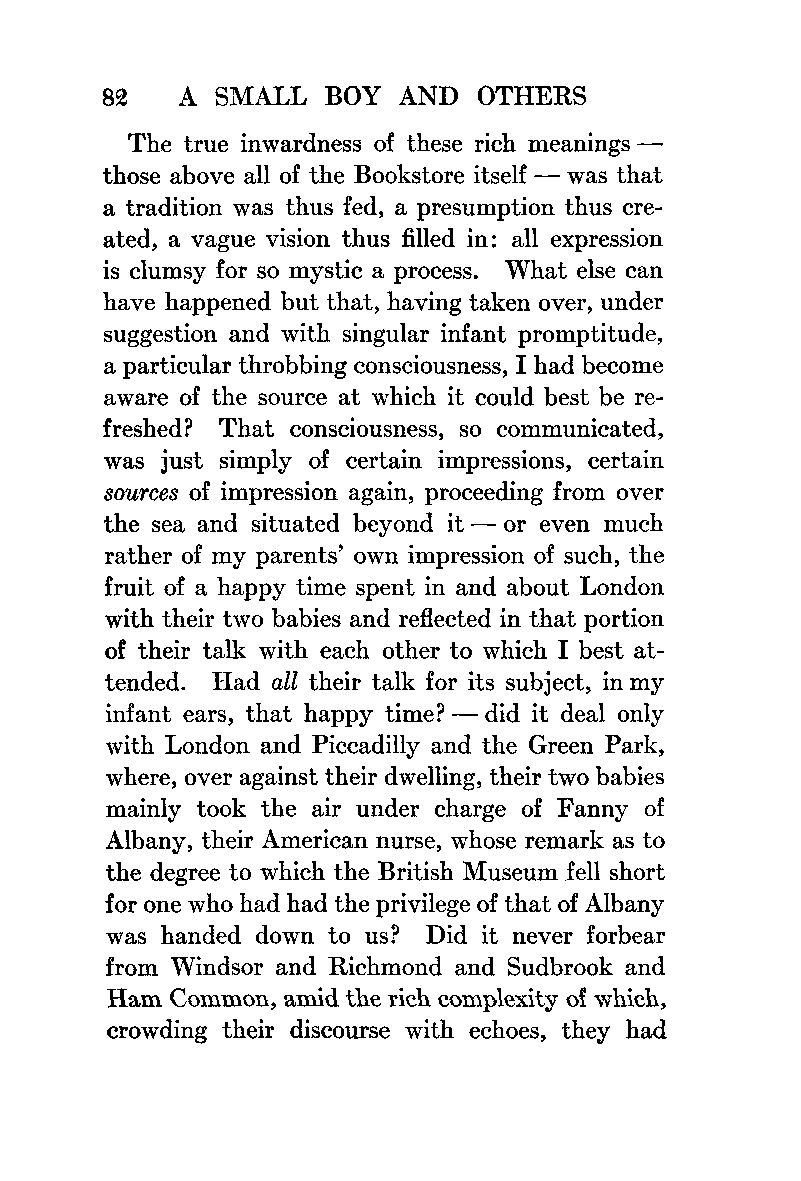 82 A SMALL BOY AND OTHERS
The true inwardness of these rich meanings —
those above all of the Bookstore itself — was that
a tradition was thus fed, a presumption thus cre-
ated, a vague vision thus filled in: all expression
is clumsy for so mystic a process. What else can
have happened but that, having taken over, under
suggestion and with singular infant promptitude,
a particular throbbing consciousness, I had become
aware of the source at which it could best be re-
freshed? That consciousness, so communicated,
was just simply of certain impressions, certain
sources of impression again, proceeding from over
the sea and situated beyond it — or even much
rather of my parents' own impression of such, the
fruit of a happy time spent in and about London
with their two babies and reflected in that portion
of their talk with each other to which I best at-
tended. Had all their talk for its subject, in my
infant ears, that happy time? — did it deal only
with London and Piccadilly and the Green Park,
where, over against their dwelling, their two babies
mainly took the air under charge of Fanny of
Albany, their American nurse, whose remark as to
the degree to which the British Museum fell short
for one who had had the privilege of that of Albany
was handed down to us? Did it never forbear
from Windsor and Richmond and Sudbrook and
Ham Common, amid the rich complexity of which,
crowding their discourse with echoes, they had